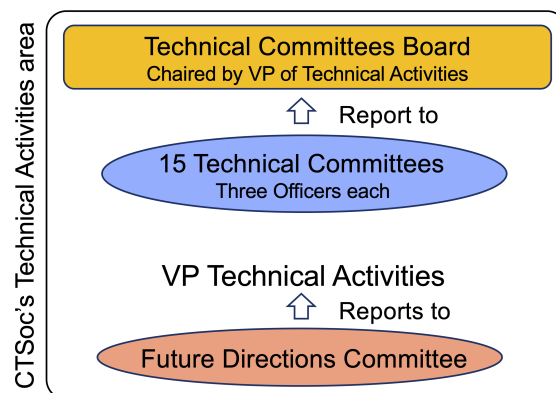 CTSoc's Technical Activities area
Technical Committees Board
Chaired by VP of Technical Activities
Report to
15 Technical Committees
Three Officers each
VP Technical Activities
Reports to
Future Directions Committee